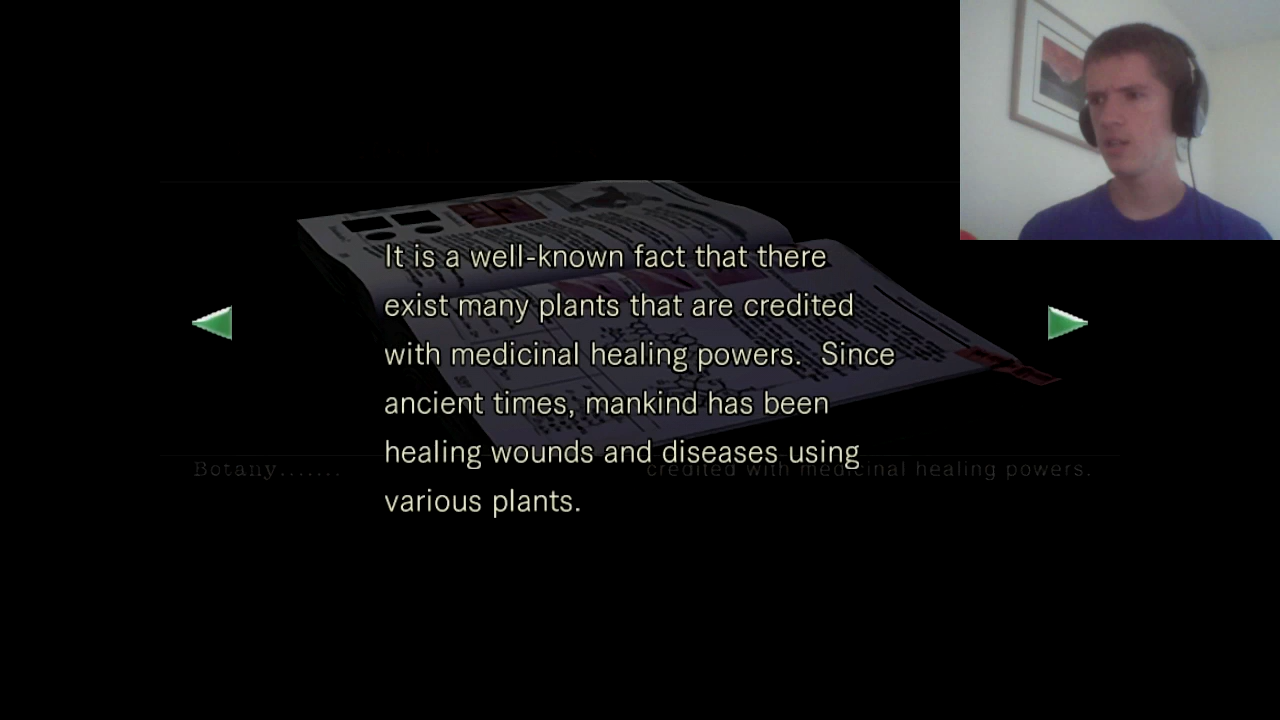 It is a well-known fact that there
exist many plants that are credited
with medicinal healing powers.  Since
ancient times, mankind has been
healing wounds and diseases using
various plants.
Botany.......
credited with medicinal healing powers.